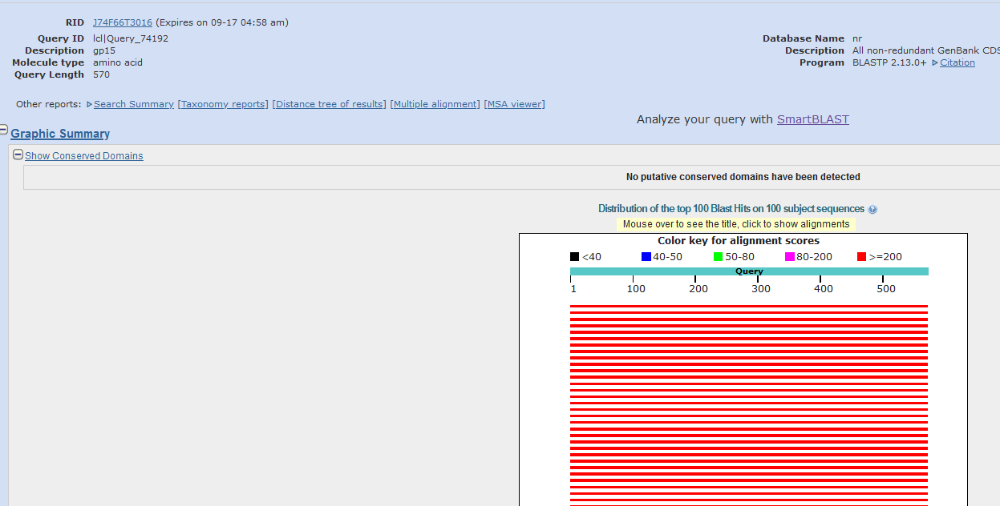 RID J74F66T3016 (Expires on 09-17 04:58 am)
Query ID lcl|Query_74192
Description gp15
Molecule type amino acid
Query Length 570
Database Name nr
Description All non-redundant GenBank CDS
Program BLASTP 2.13.0+ Citation
Other reports: Search Summary [Taxonomy reports] [Distance tree of results] [Multiple alignment] [MSA viewer]
Analyze your query with SmartBLAST
Graphic Summary
Show Conserved Domains
No putative conserved domains have been detected
Distribution of the top 100 Blast Hits on 100 subject sequences ?
Mouse over to see the title, click to show alignments
Color key for alignment scores
<40 40-50 50-80 80-200 >=200
Query
1 100 200 300 400 500